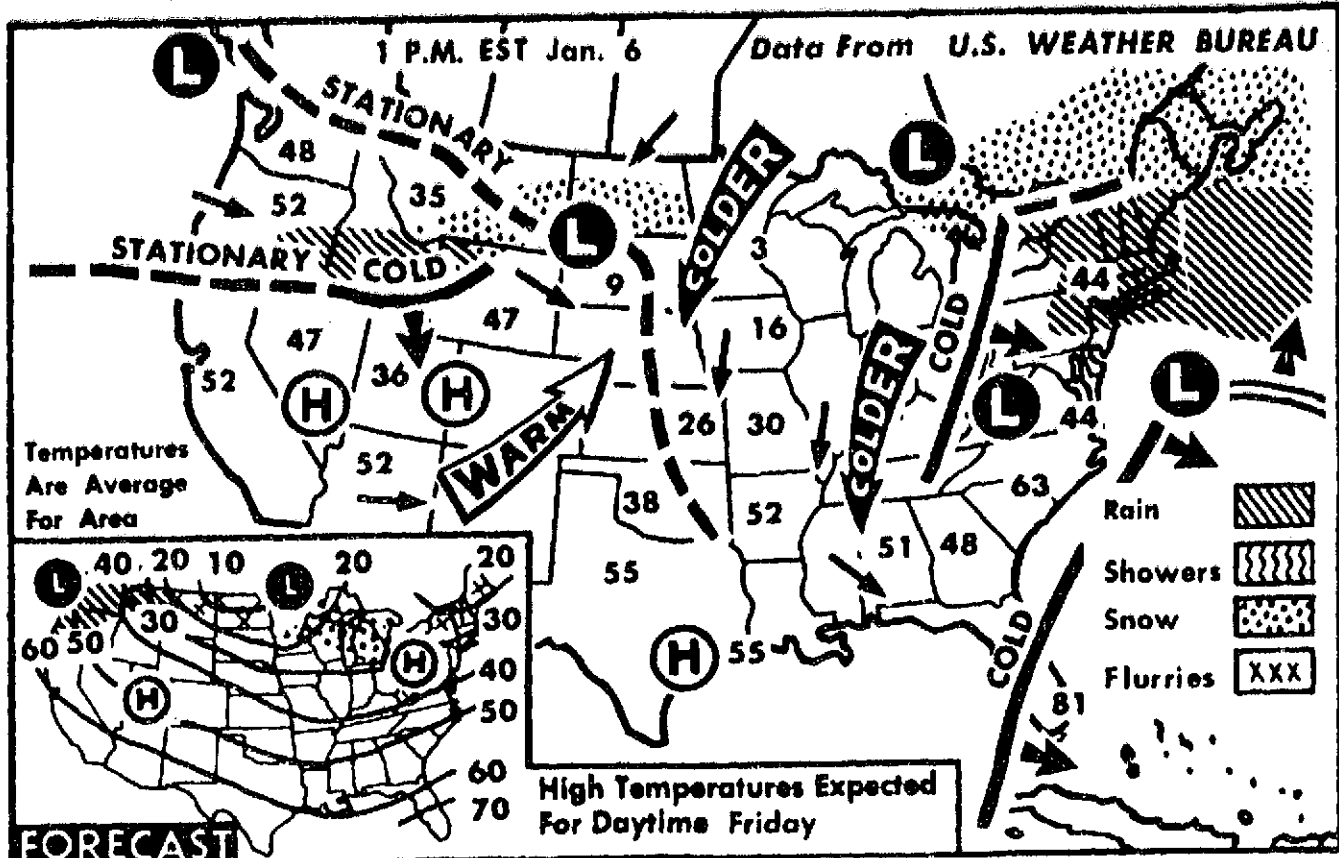 1 P.M. EST Jan. 6
Data From U.S. WEATHER BUREAU
L
STATIONARY
48
52
35
L
L
COLDER
3
STATIONARY
COLD
9
44
47
47
16
COLD
52
36
H
H
WARM
26
30
COLDER
L
L
44
Temperatures
Are Average
For Area
52
38
52
63
51
48
55
H
55
COLD
81
Rain
Showers
Snow
Flurries
XXX
L
40
20
10
L
20
20
30
30
60
50
H
H
40
50
60
70
High Temperatures Expected
For Daytime Friday
FORECAST